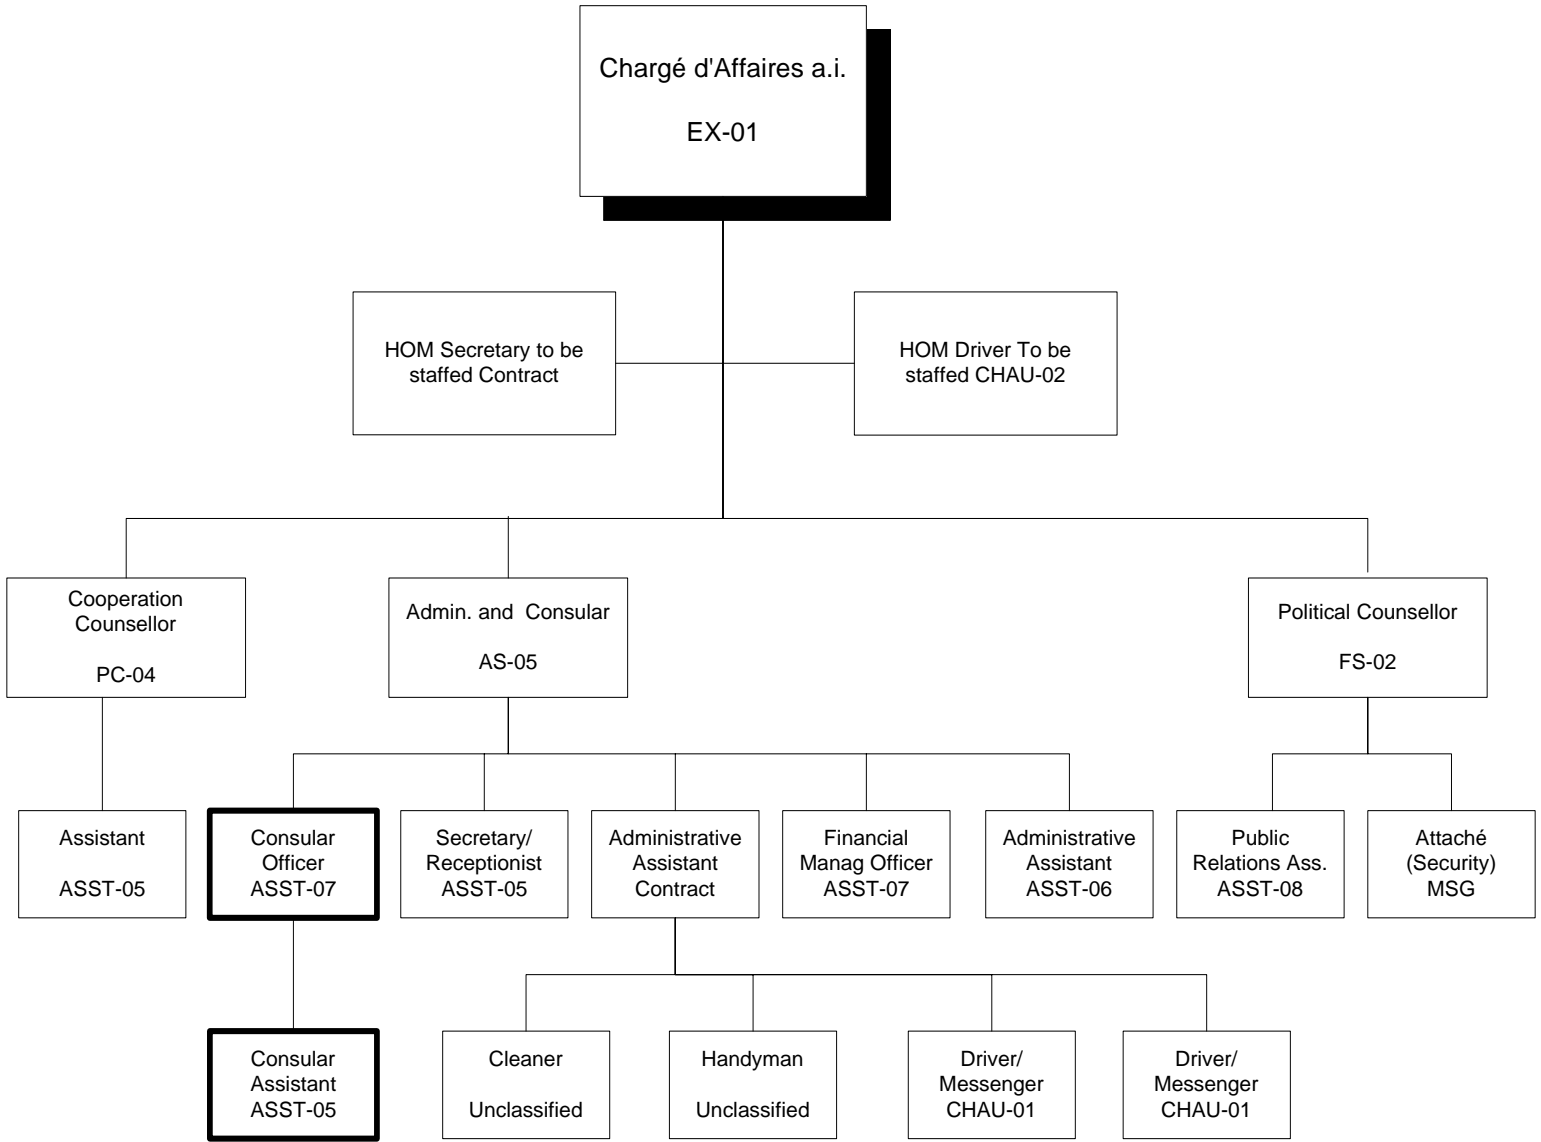 Chargé d'Affaires a.i.
EX-01
HOM Secretary to be
staffed Contract
HOM Driver To be
staffed CHAU-02
Cooperation
Counsellor
PC-04
Admin. and  Consular
AS-05
Political Counsellor
FS-02
Assistant
ASST-05
Consular
Officer
ASST-07
Secretary/
Receptionist
ASST-05
Administrative
Assistant
Contract
Financial
Manag Officer
ASST-07
Administrative
Assistant
ASST-06
Public
Relations Ass.
ASST-08
Attaché
(Security)
MSG
Consular
Assistant
ASST-05
Cleaner
Unclassified
Handyman
Unclassified
Driver/
Messenger
CHAU-01
Driver/
Messenger
CHAU-01